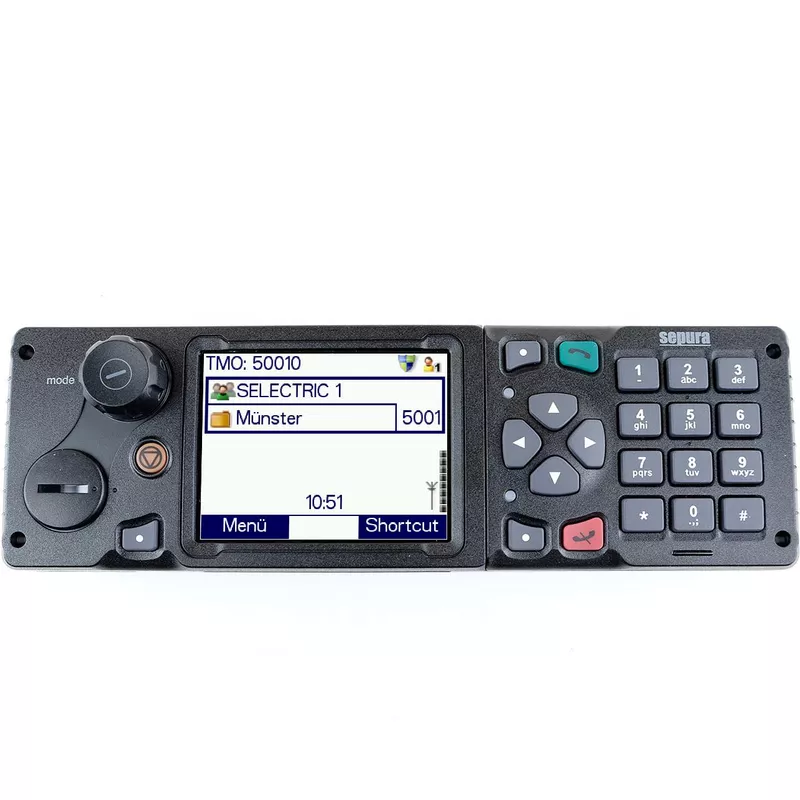 sepura
mode
TMO: 50010
1
SELECTRIC 1
Münster 5001
10:51
Menü Shortcut
1 - 2 abc 3 def
4 ghi 5 jkl 6 mno
7 pqrs 8 tuv 9 wxyz
* 0 .,; #